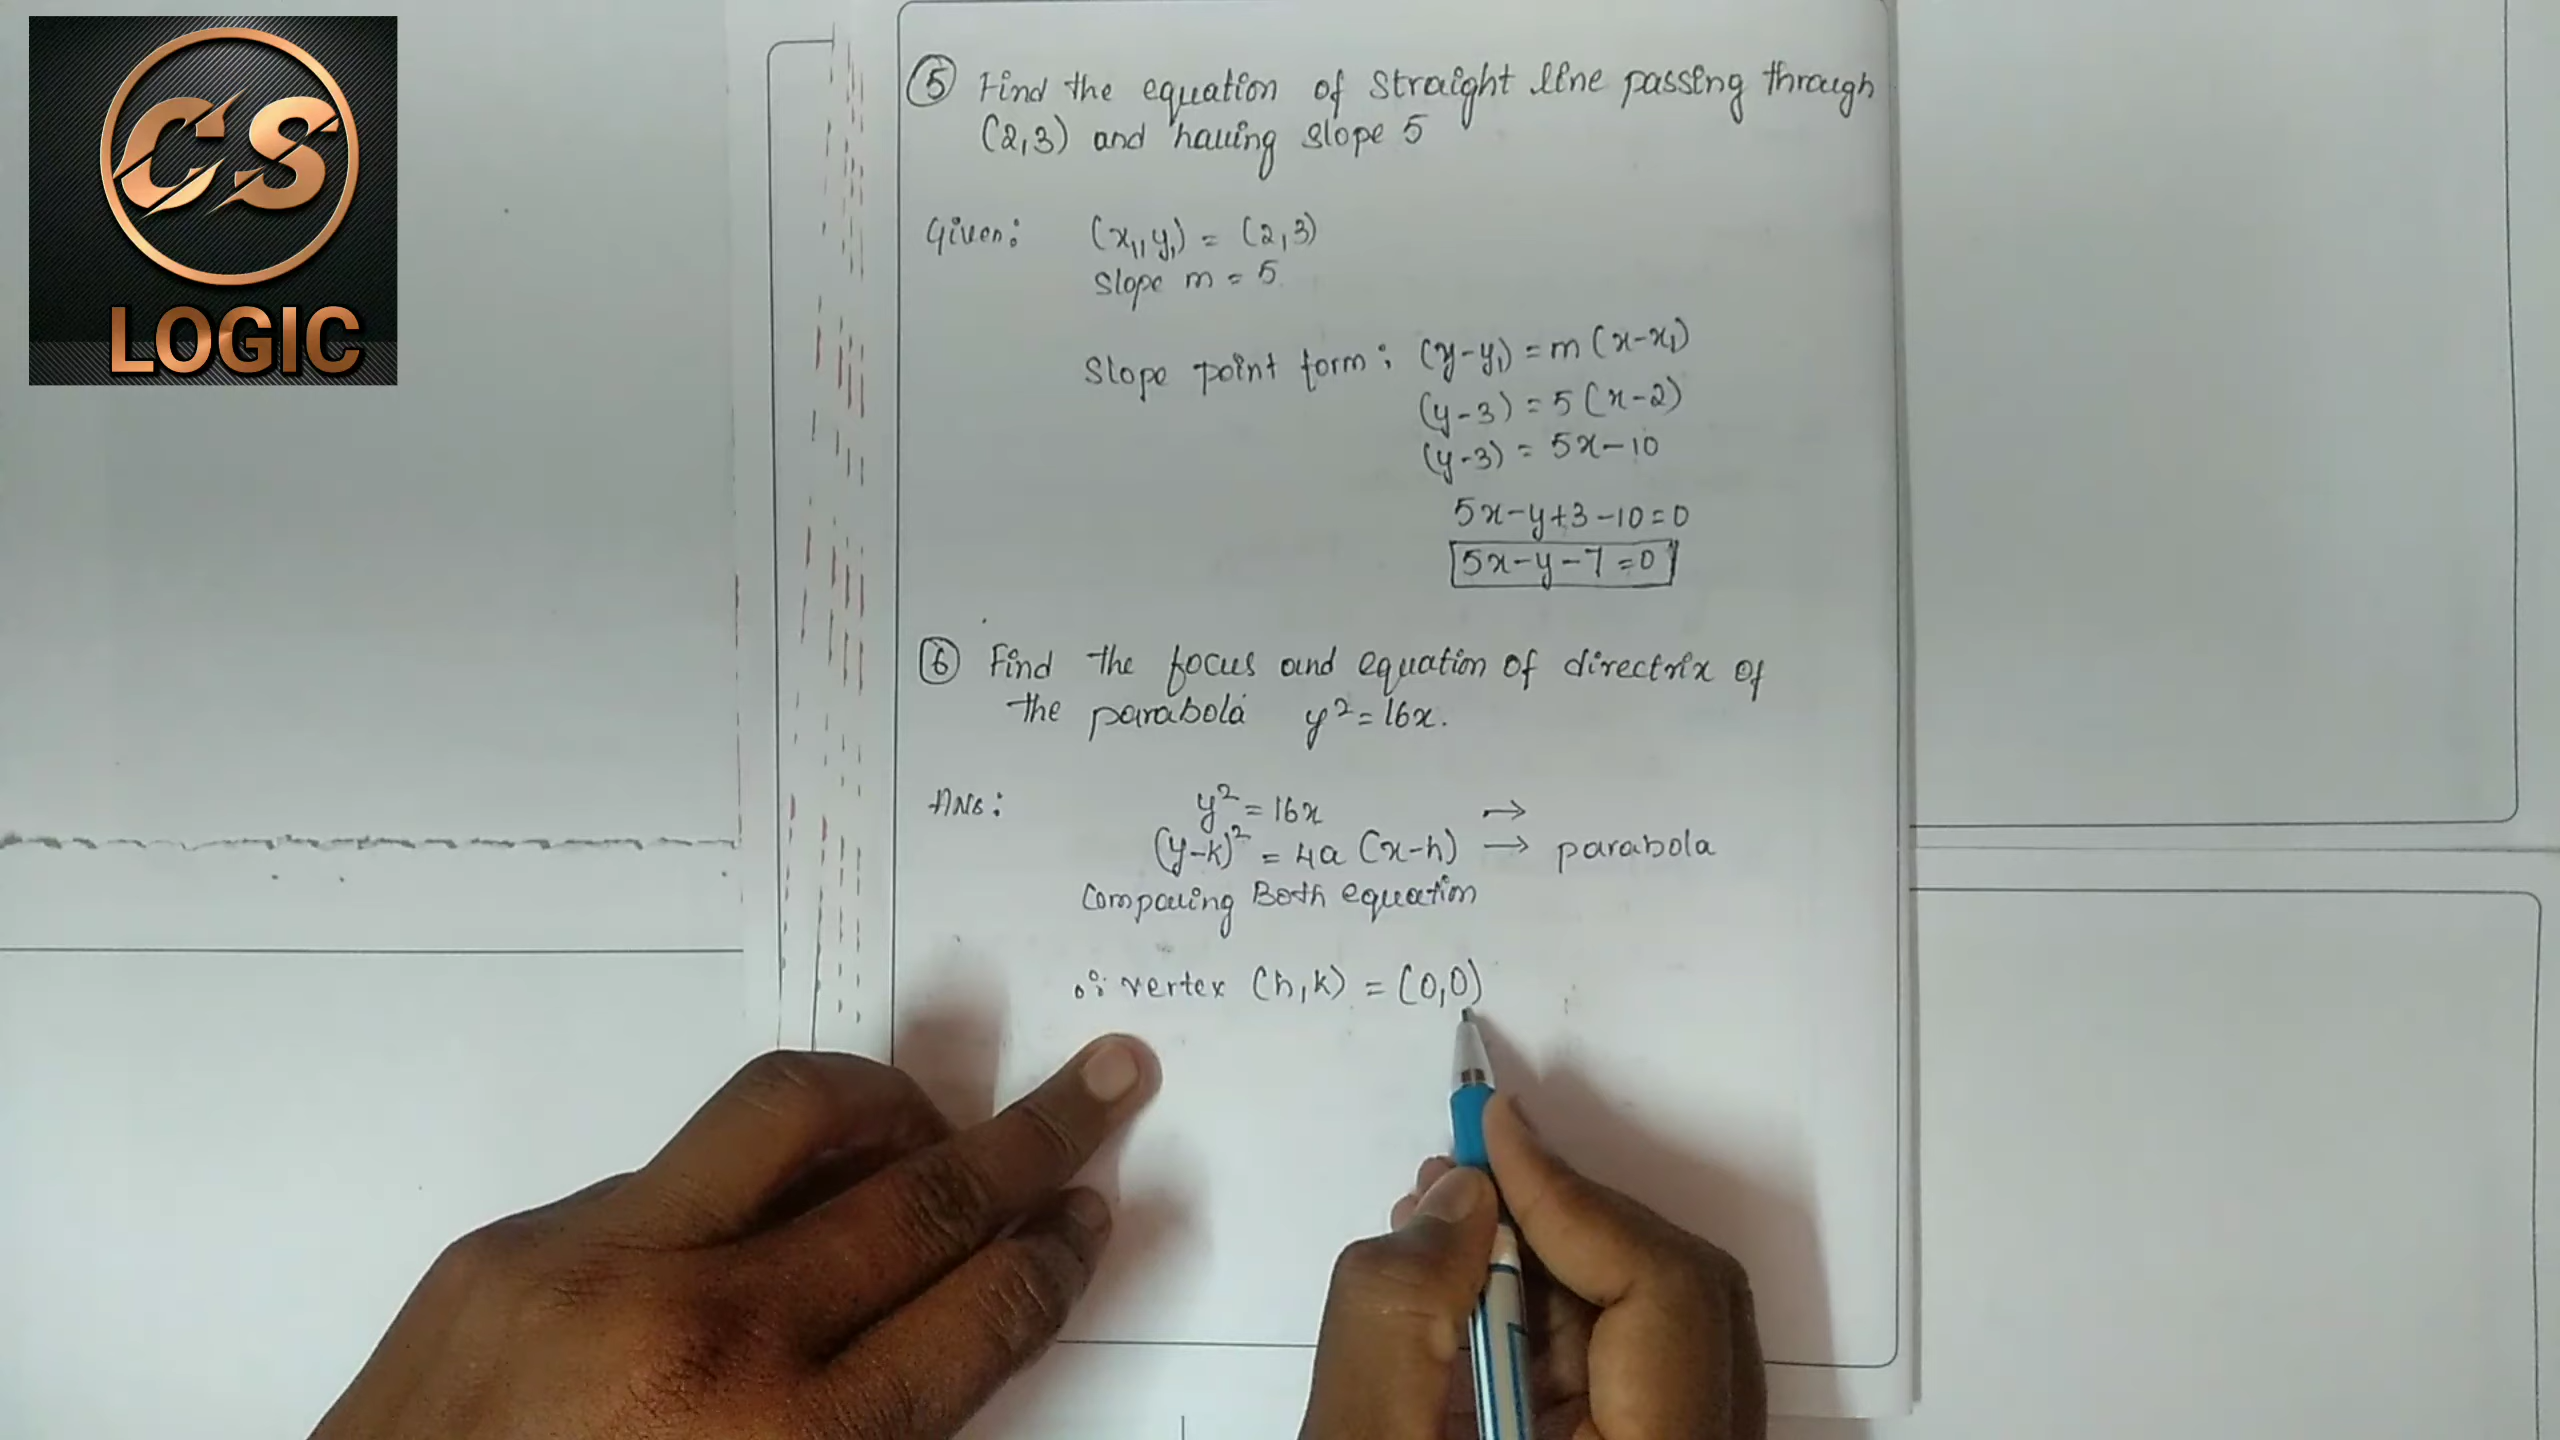 CS
LOGIC
⑤ Find the equation of straight line passing through
(2,3) and having slope 5
Given: (x₁,y₁) = (2,3)
Slope m = 5
Slope point form: (y-y₁) = m(x-x₁)
(y-3) = 5(x-2)
(y-3) = 5x-10
5x-y+3-10=0
5x-y-7=0
⑥ Find the focus and equation of directrix of
the parabola y²=16x.
Ans: y² = 16x →
(y-k)² = 4a(x-h) → parabola
Comparing Both equation
∴ vertex (h,k) = (0,0)